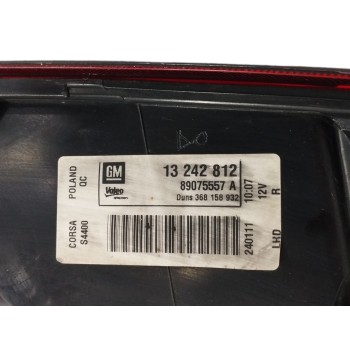 POLAND
QC
GM
13 242 812
Valeo
89075557 A
Duns 368 158 932
10:07
12V
R
CORSA
S4400
240111
LHD